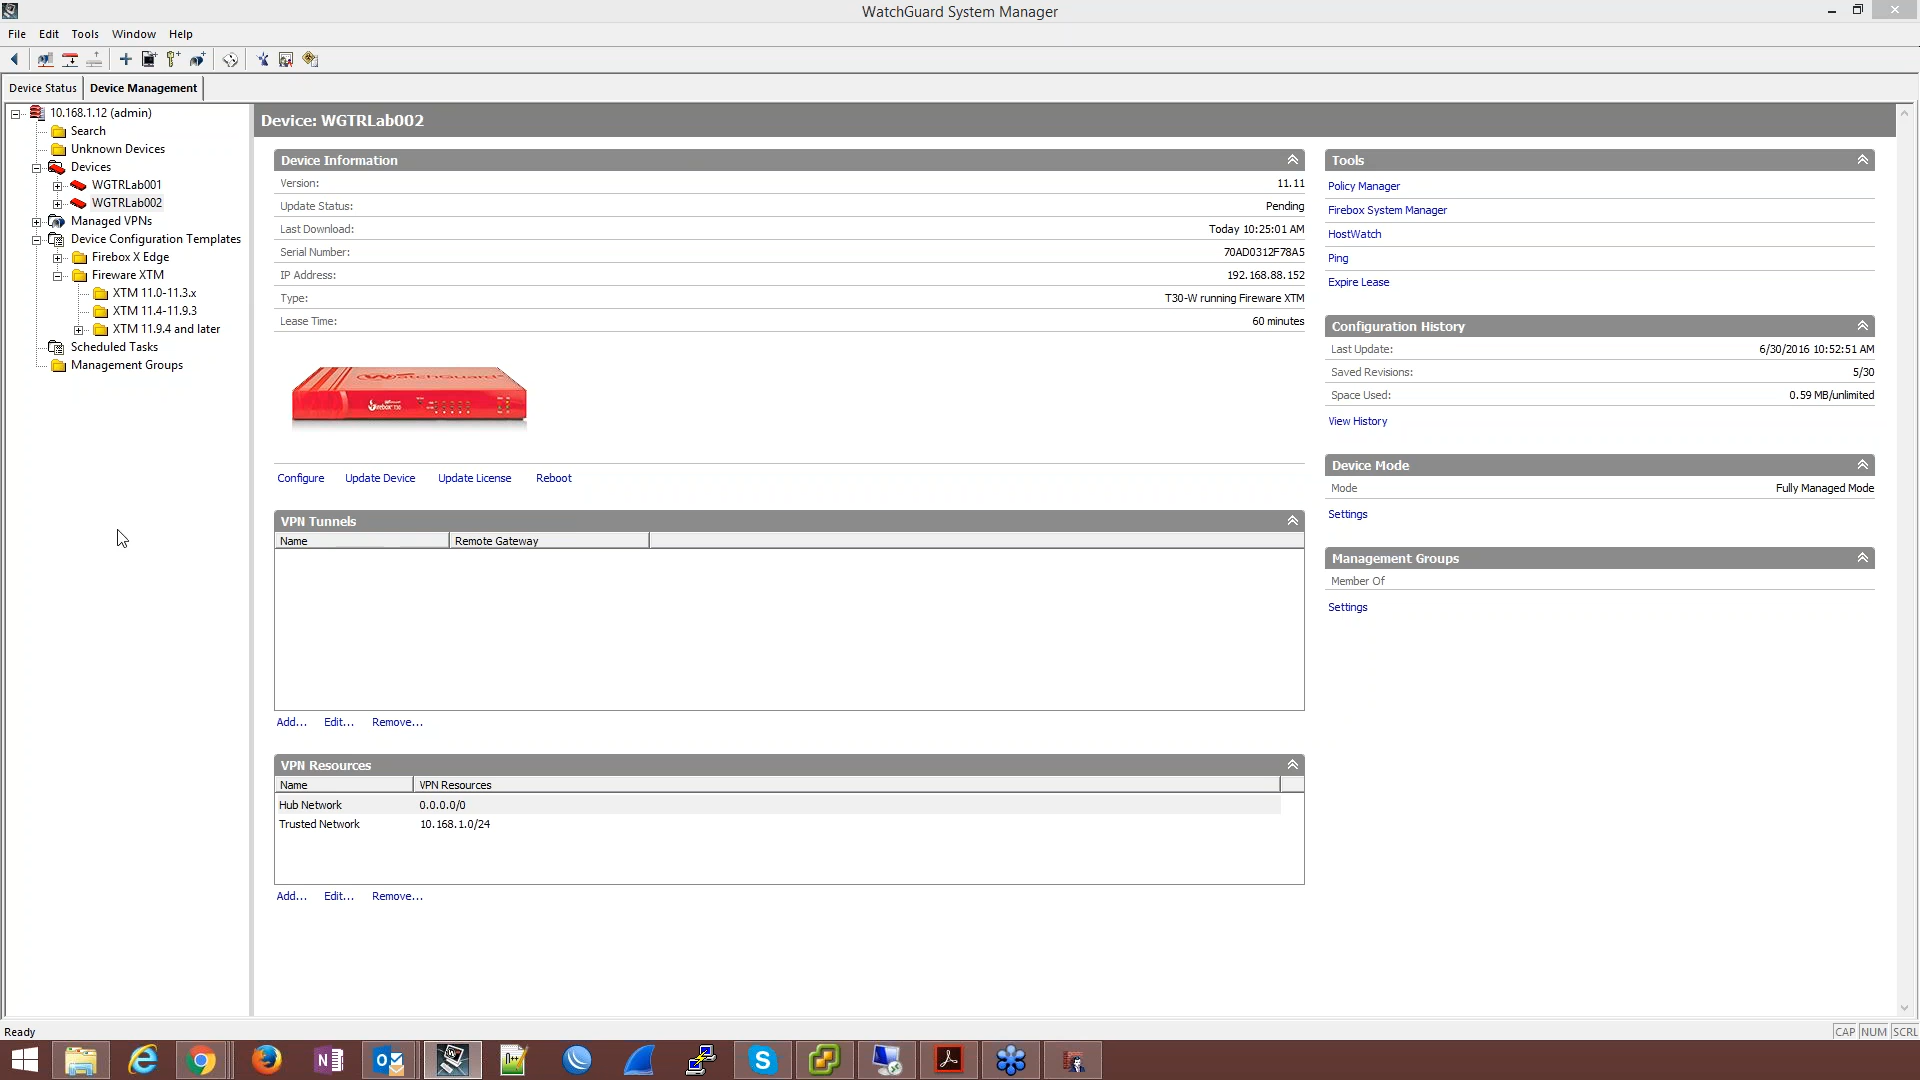 WatchGuard System Manager
File Edit Tools Window Help
Device Status Device Management
10.168.1.12 (admin)
Search
Unknown Devices
Devices
WGTRLab001
WGTRLab002
Managed VPNs
Device Configuration Templates
Firebox X Edge
Fireware XTM
XTM 11.0-11.3.x
XTM 11.4-11.9.3
XTM 11.9.4 and later
Scheduled Tasks
Management Groups
Device: WGTRLab002
Device Information
Version: 11.11
Update Status: Pending
Last Download: Today 10:25:01 AM
Serial Number: 70AD0312F78A5
IP Address: 192.168.88.152
Type: T30-W running Fireware XTM
Lease Time: 60 minutes
WatchGuard
Firebox T30
Configure Update Device Update License Reboot
VPN Tunnels
Name Remote Gateway
Add... Edit... Remove...
VPN Resources
Name VPN Resources
Hub Network 0.0.0.0/0
Trusted Network 10.168.1.0/24
Add... Edit... Remove...
Tools
Policy Manager
Firebox System Manager
HostWatch
Ping
Expire Lease
Configuration History
Last Update: 6/30/2016 10:52:51 AM
Saved Revisions: 5/30
Space Used: 0.59 MB/unlimited
View History
Device Mode
Mode Fully Managed Mode
Settings
Management Groups
Member Of
Settings
Ready
CAP NUM SCRL